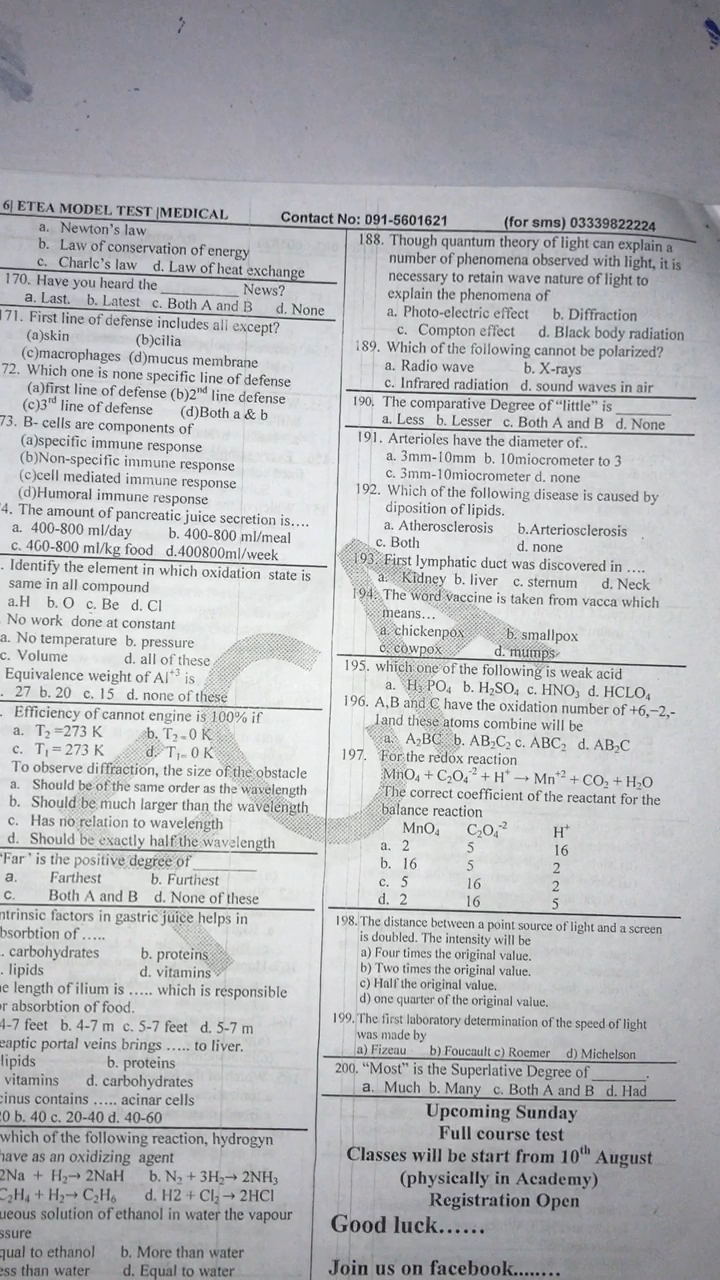 6| ETEA MODEL TEST |MEDICAL Contact No: 091-5601621 (for sms) 03339822224
a. Newton's law
b. Law of conservation of energy
c. Charle's law d. Law of heat exchange
170. Have you heard the ________ News?
a. Last. b. Latest c. Both A and B d. None
171. First line of defense includes all except?
(a)skin (b)cilia
(c)macrophages (d)mucus membrane
72. Which one is none specific line of defense
(a)first line of defense (b)2nd line defense
(c)3rd line of defense (d)Both a & b
73. B- cells are components of
(a)specific immune response
(b)Non-specific immune response
(c)cell mediated immune response
(d)Humoral immune response
4. The amount of pancreatic juice secretion is....
a. 400-800 ml/day b. 400-800 ml/meal
c. 400-800 ml/kg food d.400800ml/week
. Identify the element in which oxidation state is
same in all compound
a.H b. O c. Be d. Cl
No work done at constant
a. No temperature b. pressure
c. Volume d. all of these
Equivalence weight of Al+3 is
. 27 b. 20 c. 15 d. none of these
. Efficiency of cannot engine is 100% if
a. T2 =273 K b. T2=0 K
c. T1 = 273 K d. T1= 0 K
To observe diffraction, the size of the obstacle
a. Should be of the same order as the wavelength
b. Should be much larger than the wavelength
c. Has no relation to wavelength
d. Should be exactly half the wavelength
'Far' is the positive degree of ________
a. Farthest b. Furthest
c. Both A and B d. None of these
ntrinsic factors in gastric juice helps in
bsorbtion of .....
. carbohydrates b. proteins
. lipids d. vitamins
e length of ilium is ..... which is responsible
or absorbtion of food.
4-7 feet b. 4-7 m c. 5-7 feet d. 5-7 m
eaptic portal veins brings ..... to liver.
lipids b. proteins
vitamins d. carbohydrates
cinus contains ..... acinar cells
0 b. 40 c. 20-40 d. 40-60
which of the following reaction, hydrogyn
have as an oxidizing agent
2Na + H2→ 2NaH b. N2 + 3H2→ 2NH3
C2H4 + H2→ C2H6 d. H2 + Cl2 → 2HCl
ueous solution of ethanol in water the vapour
ssure
qual to ethanol b. More than water
ess than water d. Equal to water
188. Though quantum theory of light can explain a
number of phenomena observed with light, it is
necessary to retain wave nature of light to
explain the phenomena of
a. Photo-electric effect b. Diffraction
c. Compton effect d. Black body radiation
189. Which of the following cannot be polarized?
a. Radio wave b. X-rays
c. Infrared radiation d. sound waves in air
190. The comparative Degree of "little" is ________
a. Less b. Lesser c. Both A and B d. None
191. Arterioles have the diameter of..
a. 3mm-10mm b. 10miocrometer to 3
c. 3mm-10miocrometer d. none
192. Which of the following disease is caused by
diposition of lipids.
a. Atherosclerosis b.Arteriosclerosis
c. Both d. none
193. First lymphatic duct was discovered in ....
a. Kidney b. liver c. sternum d. Neck
194. The word vaccine is taken from vacca which
means...
a. chickenpox b. smallpox
c. cowpox d. mumps
195. which one of the following is weak acid
a. H3 PO4 b. H2SO4 c. HNO3 d. HCLO4
196. A,B and C have the oxidation number of +6,-2,-
1and these atoms combine will be
a. A2BC b. AB2C2 c. ABC2 d. AB2C
197. For the redox reaction
MnO4 + C2O4-2 + H+ → Mn+2 + CO2 + H2O
The correct coefficient of the reactant for the
balance reaction
MnO4 C2O4-2 H+
a. 2 5 16
b. 16 5 2
c. 5 16 2
d. 2 16 5
198. The distance between a point source of light and a screen
is doubled. The intensity will be
a) Four times the original value.
b) Two times the original value.
c) Half the original value.
d) one quarter of the original value.
199. The first laboratory determination of the speed of light
was made by
a) Fizeau b) Foucault c) Roemer d) Michelson
200. "Most" is the Superlative Degree of ______.
a. Much b. Many c. Both A and B d. Had
Upcoming Sunday
Full course test
Classes will be start from 10th August
(physically in Academy)
Registration Open
Good luck......
Join us on facebook........